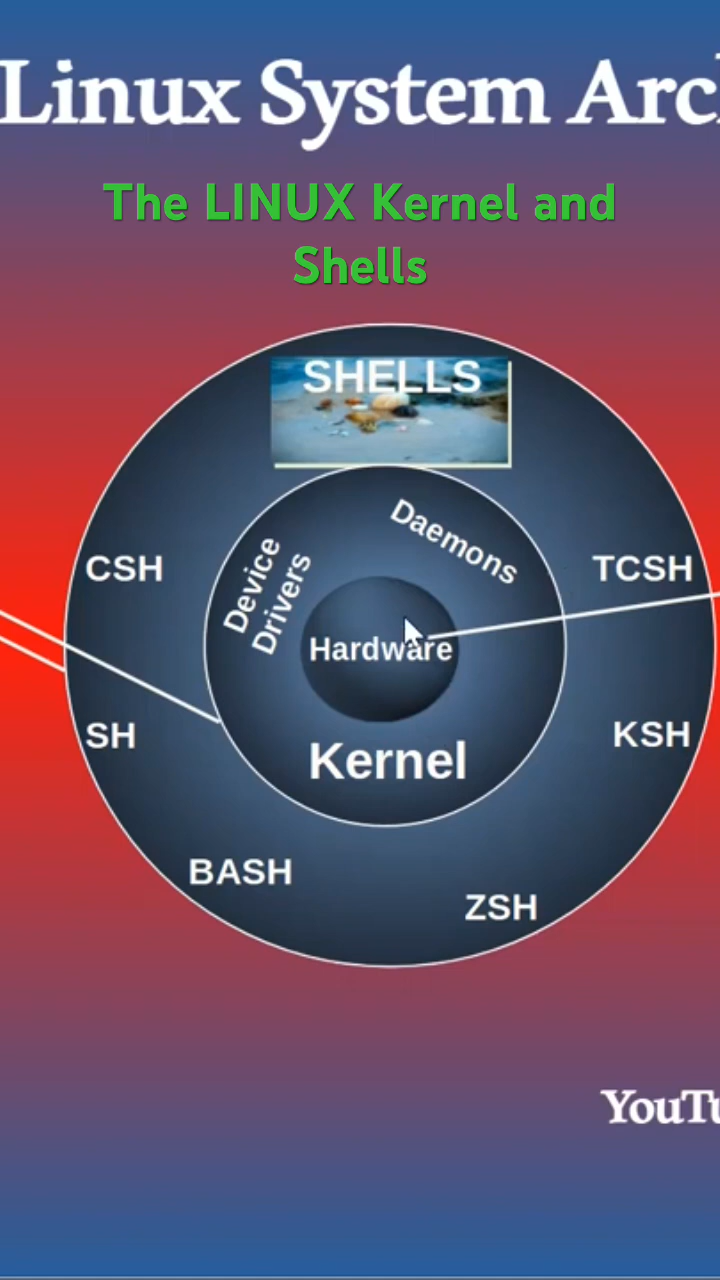 Linux System Arc
The LINUX Kernel and
Shells
SHELLS
Daemons
Device
Drivers
CSH
TCSH
Hardware
SH
KSH
Kernel
BASH
ZSH
YouTu